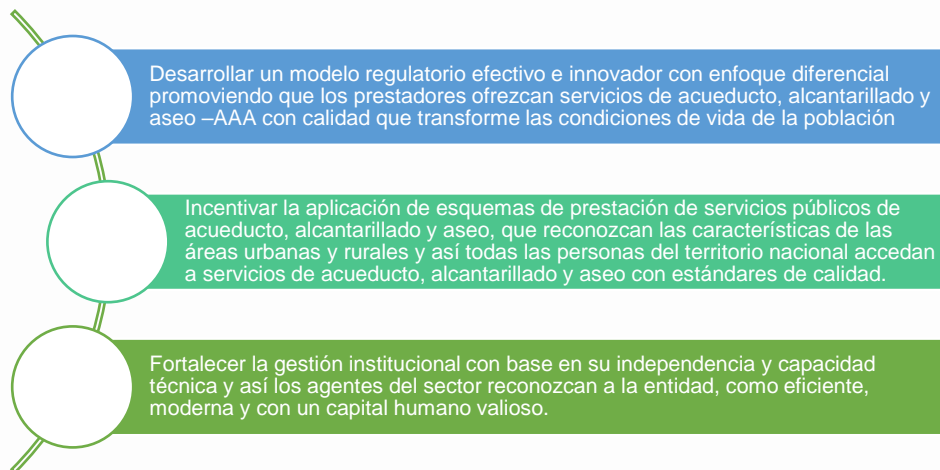 Desarrollar un modelo regulatorio efectivo e innovador con enfoque diferencial
promoviendo que los prestadores ofrezcan servicios de acueducto, alcantarillado y
aseo –AAA con calidad que transforme las condiciones de vida de la población
Incentivar la aplicación de esquemas de prestación de servicios públicos de
acueducto, alcantarillado y aseo, que reconozcan las características de las
áreas urbanas y rurales y así todas las personas del territorio nacional accedan
a servicios de acueducto, alcantarillado y aseo con estándares de calidad.
Fortalecer la gestión institucional con base en su independencia y capacidad
técnica y así los agentes del sector reconozcan a la entidad, como eficiente,
moderna y con un capital humano valioso.